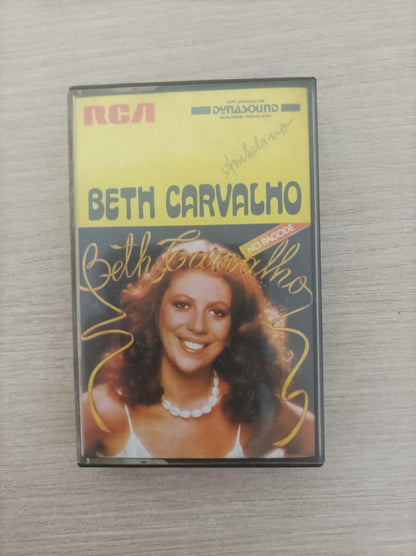 RCA
DYNASOUND
BETH CARVALHO
NO PAGODE
Beth Carvalho